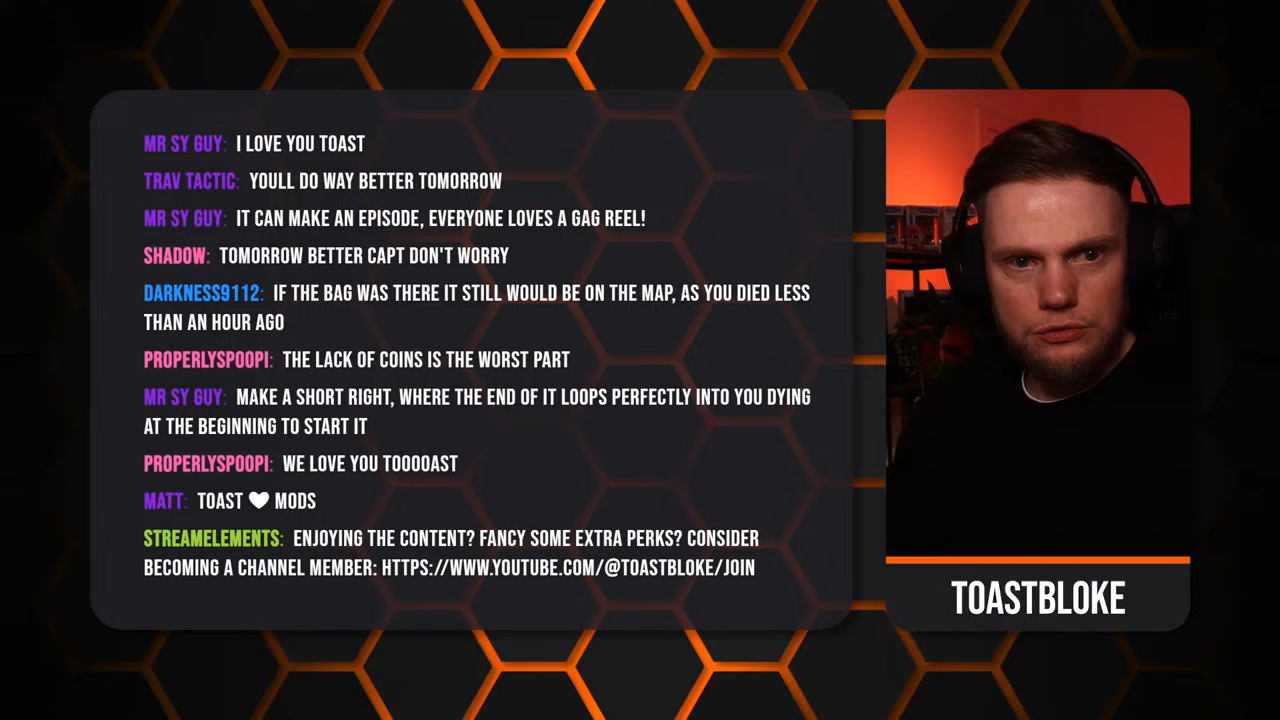 MR SY GUY: I LOVE YOU TOAST
TRAV TACTIC: YOULL DO WAY BETTER TOMORROW
MR SY GUY: IT CAN MAKE AN EPISODE, EVERYONE LOVES A GAG REEL!
SHADOW: TOMORROW BETTER CAPT DON'T WORRY
DARKNESS9112: IF THE BAG WAS THERE IT STILL WOULD BE ON THE MAP, AS YOU DIED LESS
THAN AN HOUR AGO
PROPERLYSPOOPI: THE LACK OF COINS IS THE WORST PART
MR SY GUY: MAKE A SHORT RIGHT, WHERE THE END OF IT LOOPS PERFECTLY INTO YOU DYING
AT THE BEGINNING TO START IT
PROPERLYSPOOPI: WE LOVE YOU TOOOOAST
MATT: TOAST 🤍 MODS
STREAMELEMENTS: ENJOYING THE CONTENT? FANCY SOME EXTRA PERKS? CONSIDER
BECOMING A CHANNEL MEMBER: HTTPS://WWW.YOUTUBE.COM/@TOASTBLOKE/JOIN
TOASTBLOKE